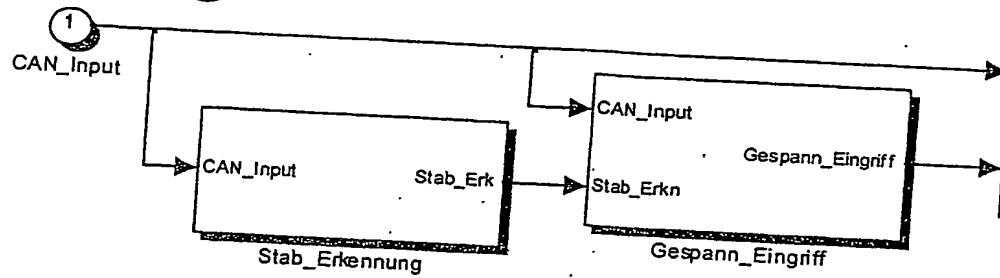 1
CAN_Input
CAN_Input
Stab_Erk
Stab_Erkennung
CAN_Input
Gespann_Eingriff
Stab_Erkn
Gespann_Eingriff